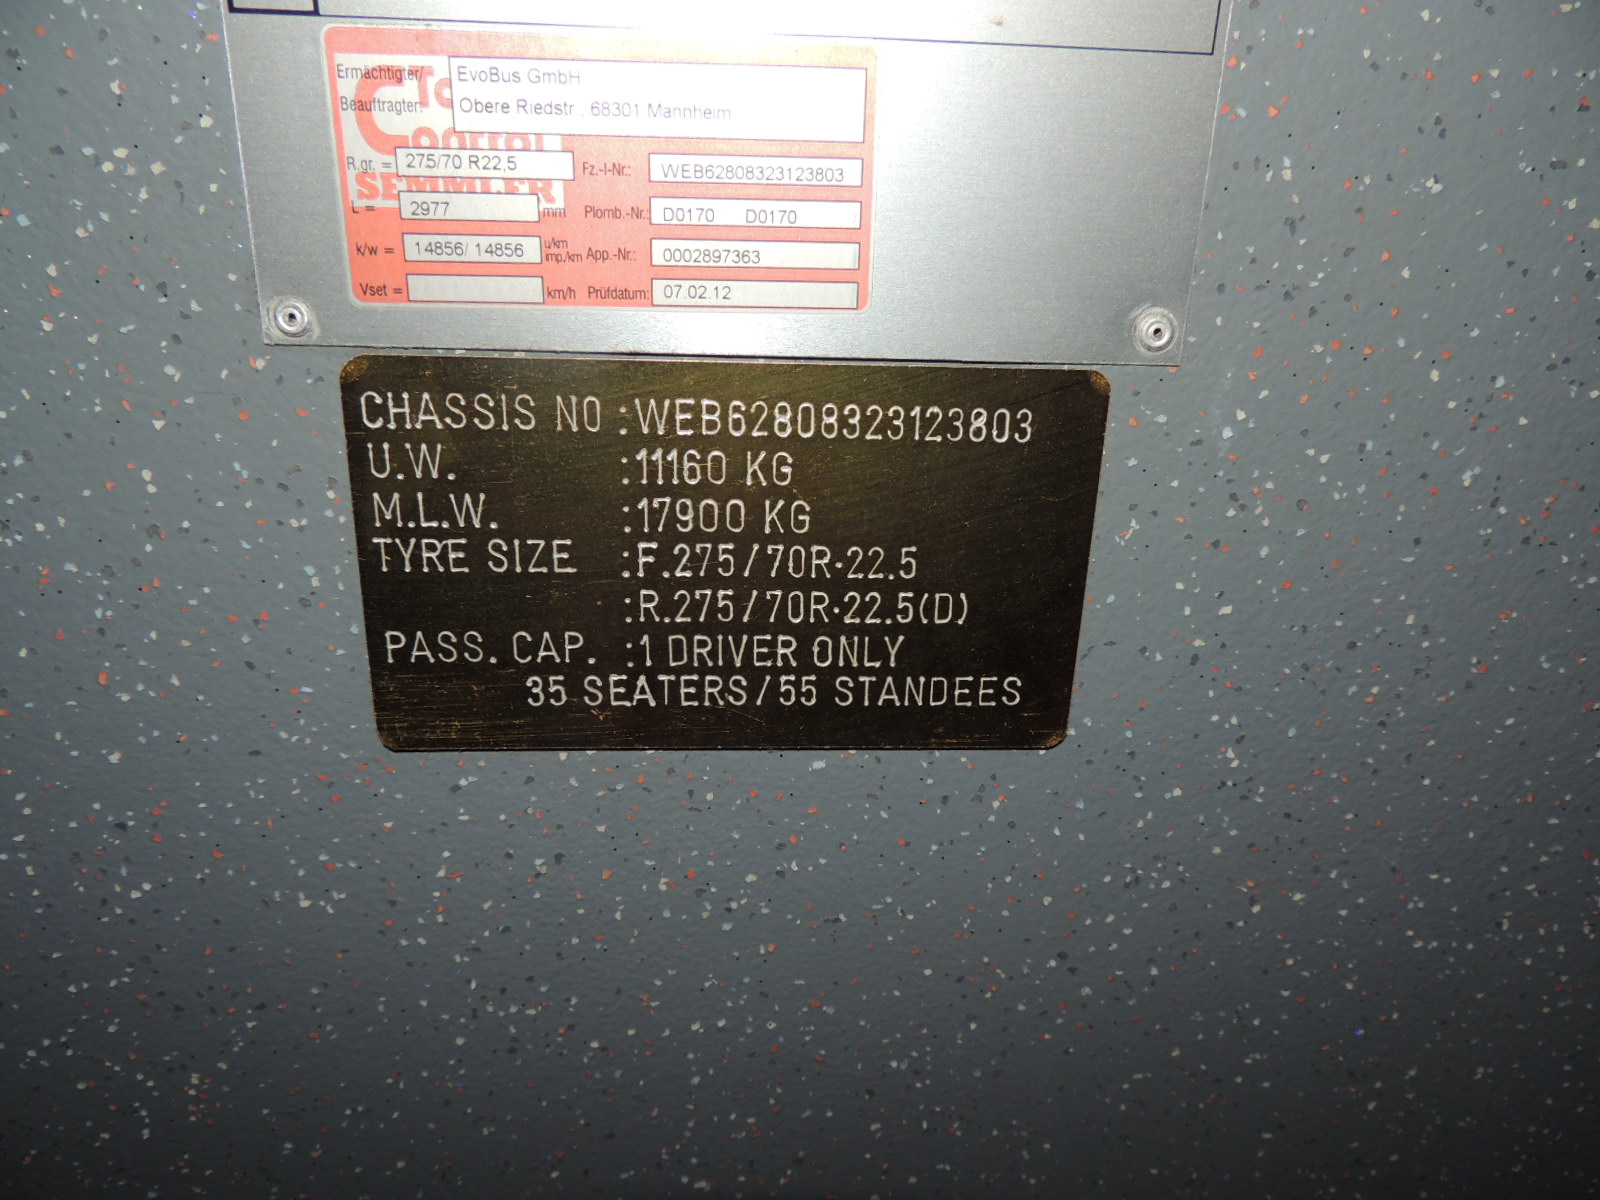 Ermächtigter/ EvoBus GmbH
Beauftragter: Obere Riedstr. 68301 Mannheim
Control
SEMMLER
R.gr. = 275/70 R22,5 Fz.-I-Nr.: WEB62808323123803
L = 2977 mm Plomb.-Nr.: D0170 D0170
k/w = 14856/ 14856 u/km imp./km App.-Nr.: 0002897363
Vset = km/h Prüfdatum: 07.02.12
CHASSIS NO :WEB62808323123803
U.W. :11160 KG
M.L.W. :17900 KG
TYRE SIZE :F.275/70R·22.5
:R.275/70R·22.5(D)
PASS. CAP. :1 DRIVER ONLY
35 SEATERS/55 STANDEES